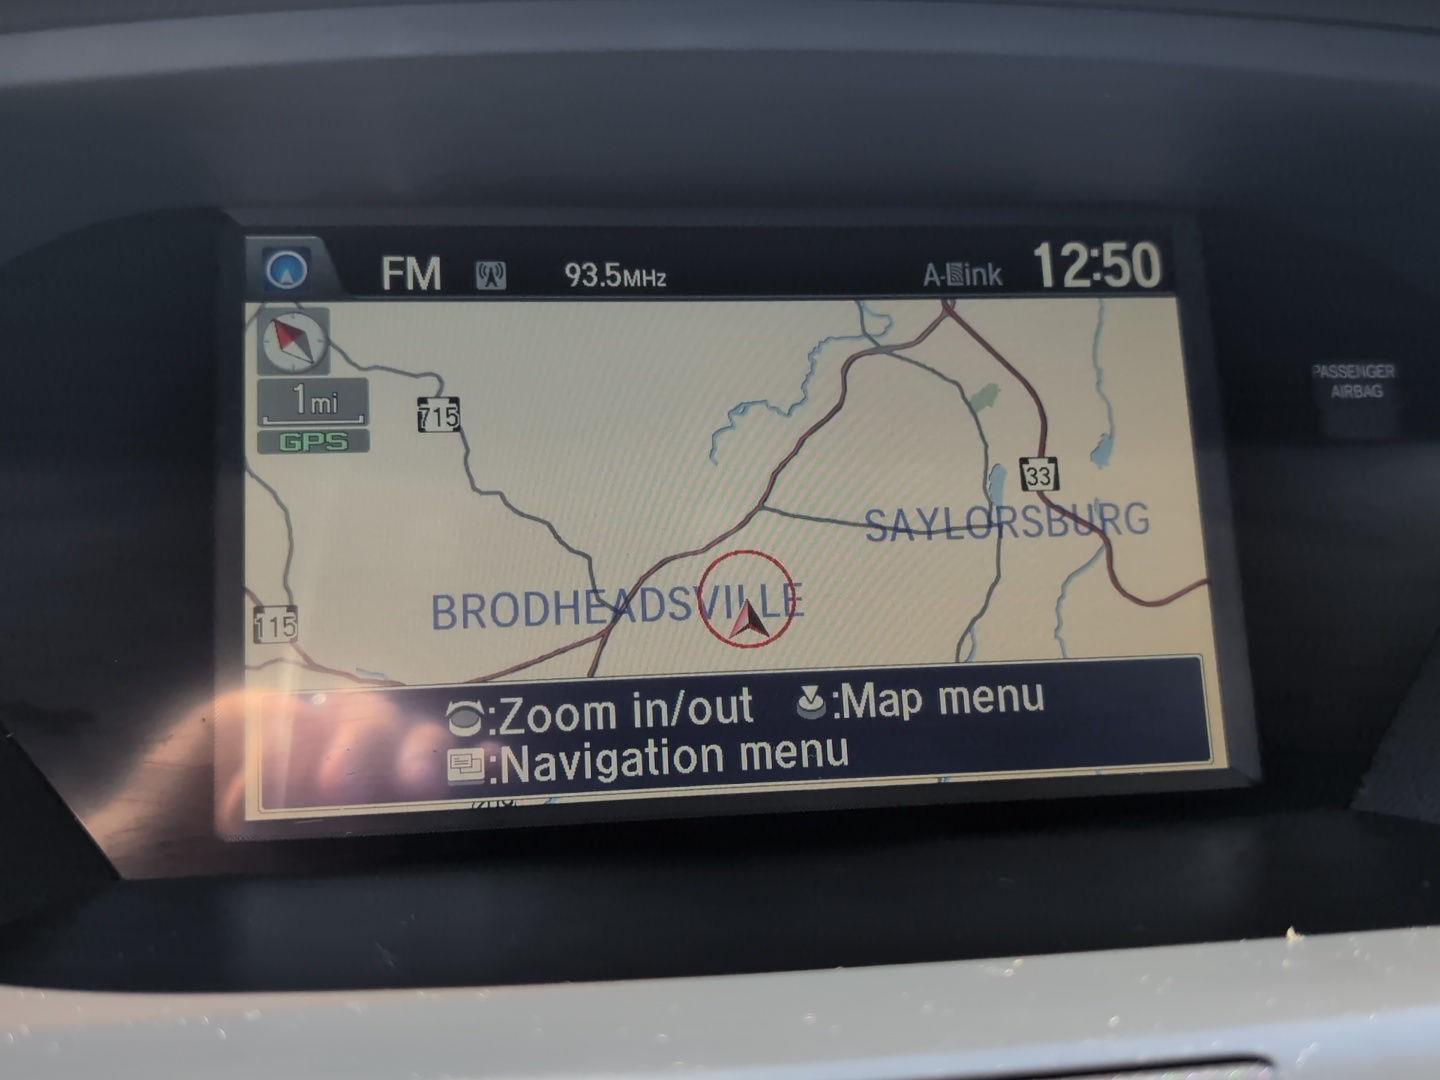 FM 93.5MHz A-Link 12:50
PASSENGER
AIRBAG
1mi
715
GPS
33
SAYLORSBURG
BRODHEADSVILLE
115
:Zoom in/out :Map menu
:Navigation menu